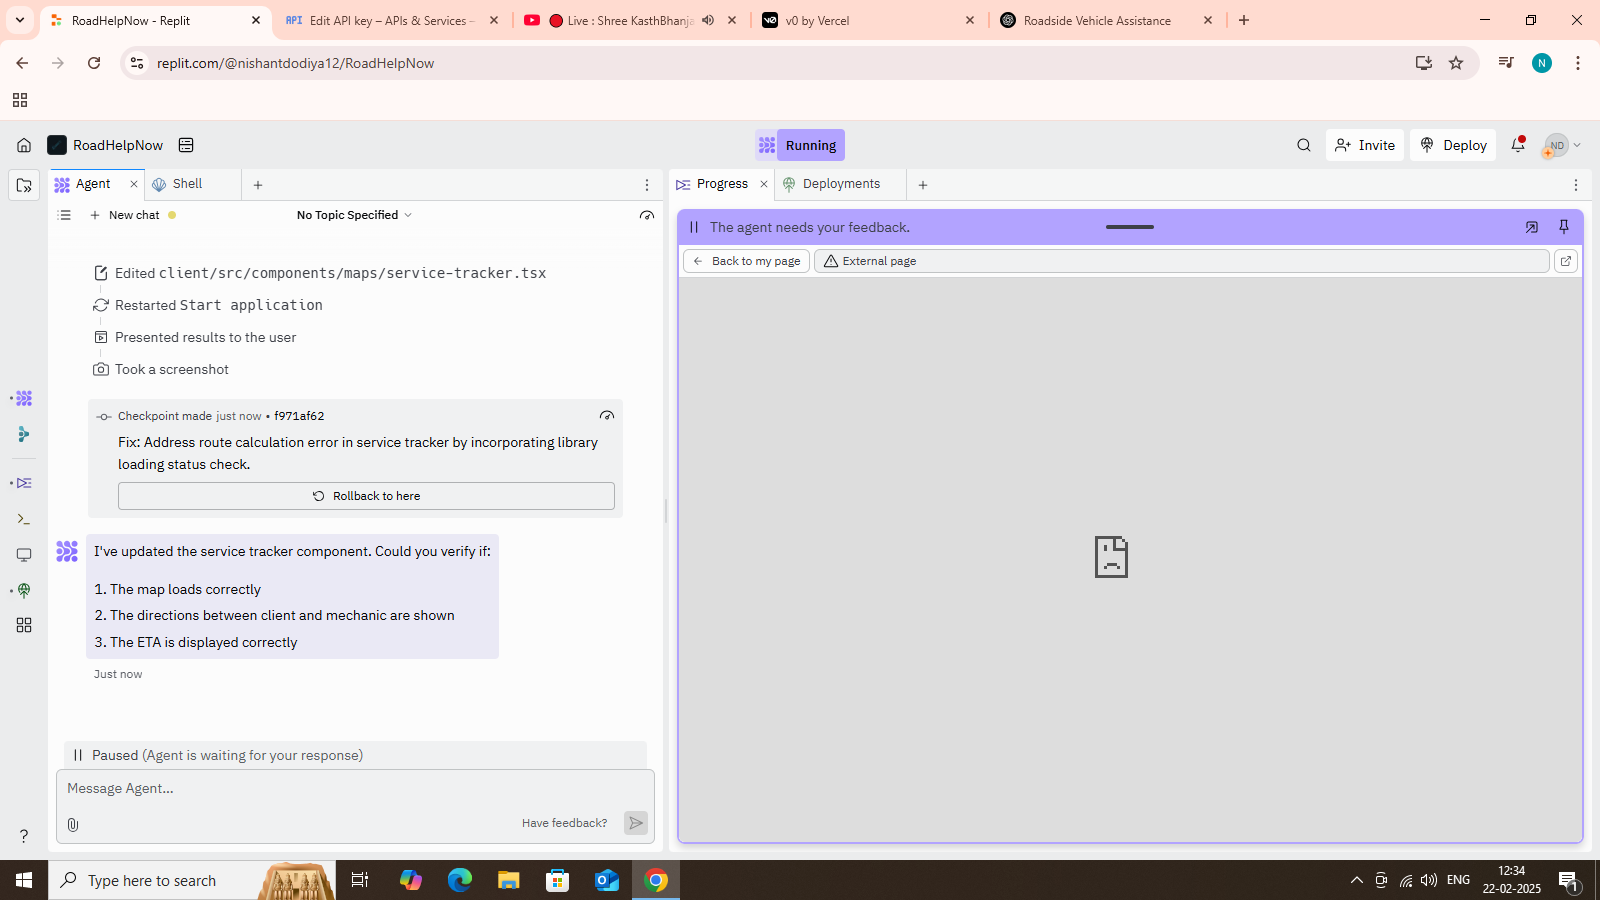 RoadHelpNow - Replit
API Edit API key – APIs & Services –
Live : Shree KasthBhanja
v0 by Vercel
Roadside Vehicle Assistance
replit.com/@nishantdodiya12/RoadHelpNow
N
RoadHelpNow
Running
Invite
Deploy
ND
Agent
Shell
Progress
Deployments
New chat
No Topic Specified
The agent needs your feedback.
Back to my page
External page
Edited client/src/components/maps/service-tracker.tsx
Restarted Start application
Presented results to the user
Took a screenshot
Checkpoint made just now • f971af62
Fix: Address route calculation error in service tracker by incorporating library
loading status check.
Rollback to here
I've updated the service tracker component. Could you verify if:
1. The map loads correctly
2. The directions between client and mechanic are shown
3. The ETA is displayed correctly
Just now
Paused (Agent is waiting for your response)
Message Agent...
Have feedback?
Type here to search
ENG
12:34
22-02-2025
1